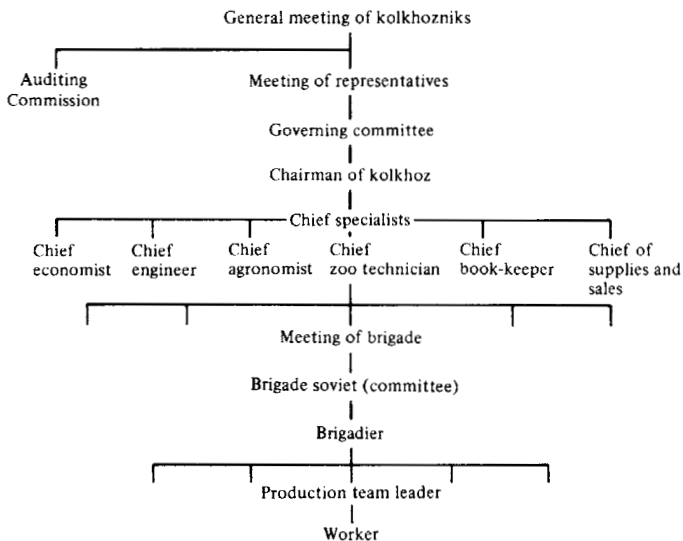 General meeting of kolkhozniks
Auditing
Commission
Meeting of representatives
Governing committee
Chairman of kolkhoz
Chief specialists
Chief
economist
Chief
engineer
Chief
agronomist
Chief
zoo technician
Chief
book-keeper
Chief of
supplies and
sales
Meeting of brigade
Brigade soviet (committee)
Brigadier
Production team leader
Worker